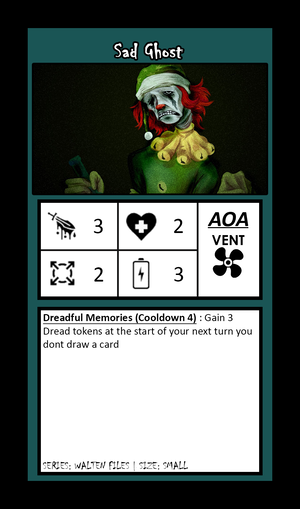 Sad Ghost
3
2
AOA
VENT
2
3
Dreadful Memories (Cooldown 4) : Gain 3
Dread tokens at the start of your next turn you
dont draw a card
SERIES: WALTEN FILES | SIZE: SMALL